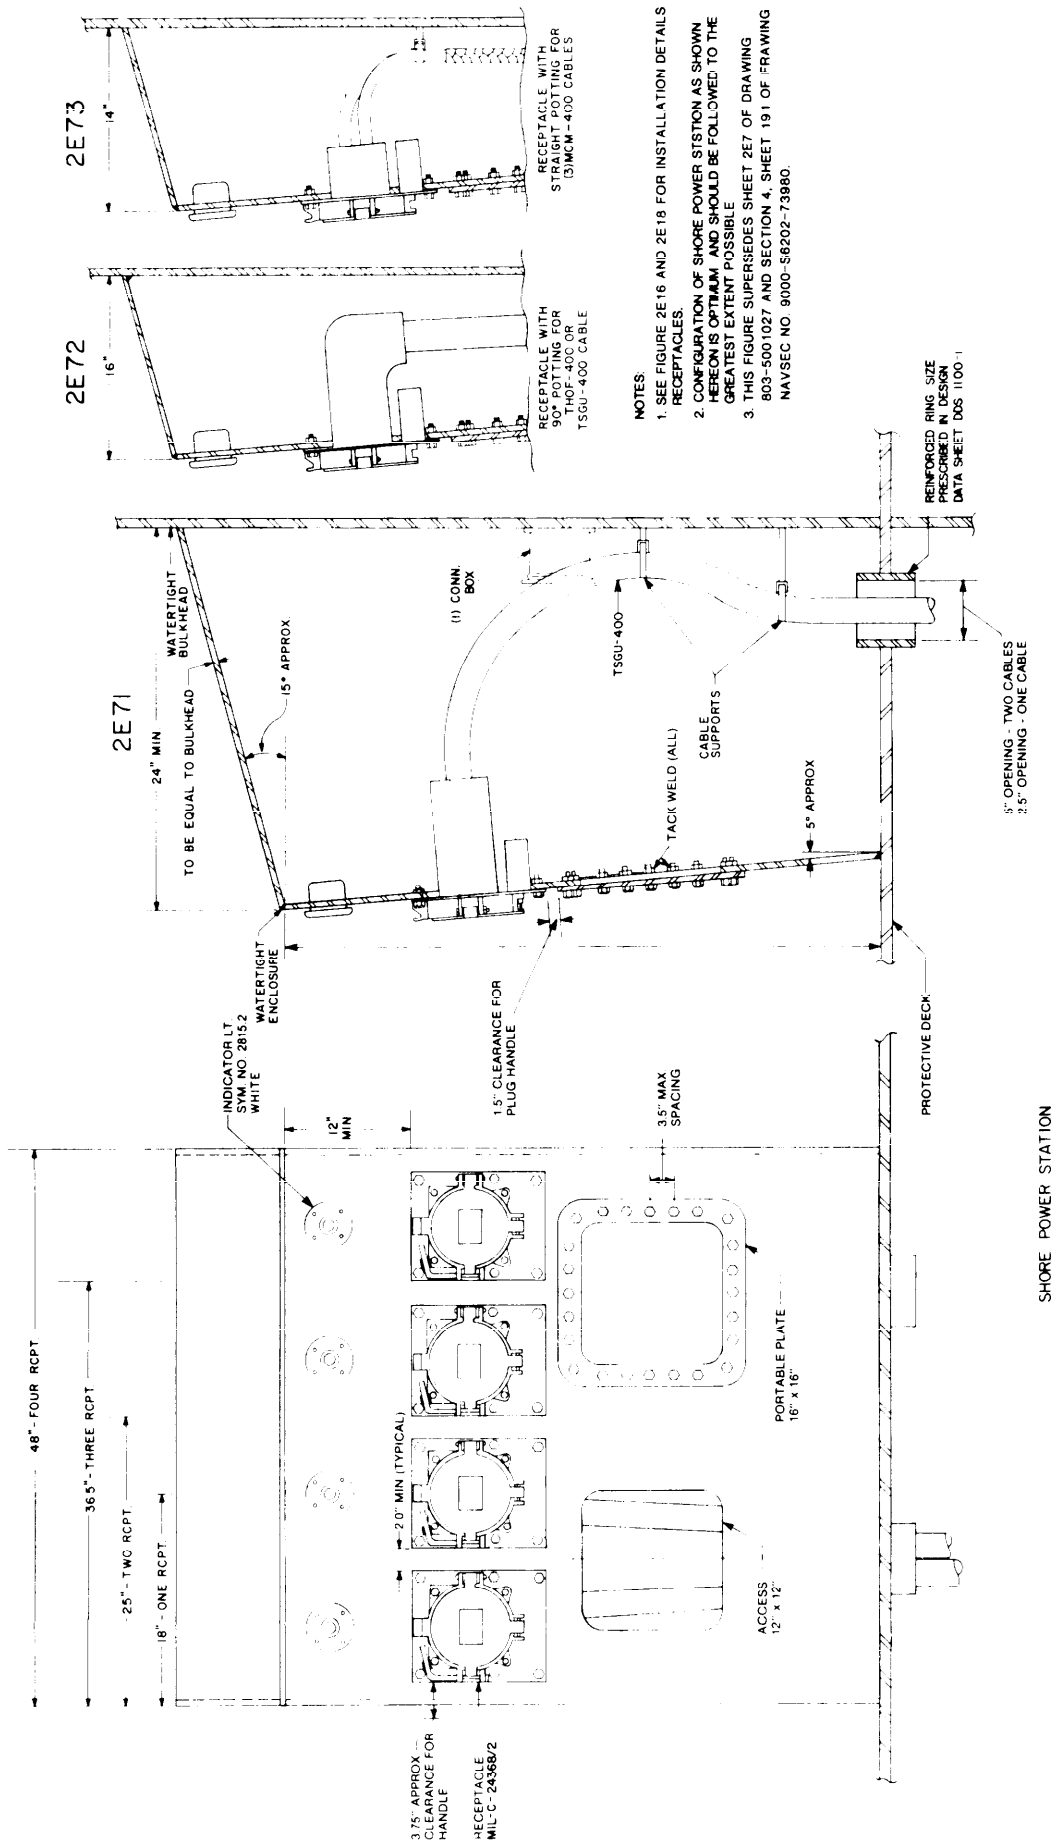 2E71
2E72
2E73
24" MIN
16"
14"
WATERTIGHT
BULKHEAD
TO BE EQUAL TO BULKHEAD
15° APPROX
WATERTIGHT
ENCLOSURE
(1) CONN.
BOX
TSGU-400
CABLE
SUPPORTS
TACK WELD (ALL)
5° APPROX
1.5" CLEARANCE FOR
PLUG HANDLE
PROTECTIVE DECK
REINFORCED RING SIZE
PRESCRIBED IN DESIGN
DATA SHEET DDS 1100-1
OPENING - TWO CABLES
2.5" OPENING - ONE CABLE
RECEPTACLE WITH
90° POTTING FOR
THOF-400 OR
TSGU-400 CABLE
RECEPTACLE WITH
STRAIGHT POTTING FOR
(3)MCM-400 CABLES
NOTES:
1. SEE FIGURE 2E16 AND 2E18 FOR INSTALLATION DETAILS
RECEPTACLES.
2. CONFIGURATION OF SHORE POWER STSTION AS SHOWN
HEREON IS OPTIMUM AND SHOULD BE FOLLOWED TO THE
GREATEST EXTENT POSSIBLE
3. THIS FIGURE SUPERSEDES SHEET 2E7 OF DRAWING
803-5001027 AND SECTION 4, SHEET 191 OF FRAWING
NAVSEC NO. 9000-S6202-73980.
48" - FOUR RCPT
36.5" - THREE RCPT
25" - TWO RCPT
18" - ONE RCPT
INDICATOR LT.
SYM. NO. 2815.2
WHITE
12"
MIN
2.0" MIN (TYPICAL)
3.5" MAX
SPACING
3.75" APPROX
CLEARANCE FOR
HANDLE
RECEPTACLE
MIL-C-24368/2
ACCESS
12" x 12"
PORTABLE PLATE
16" x 16"
SHORE POWER STATION